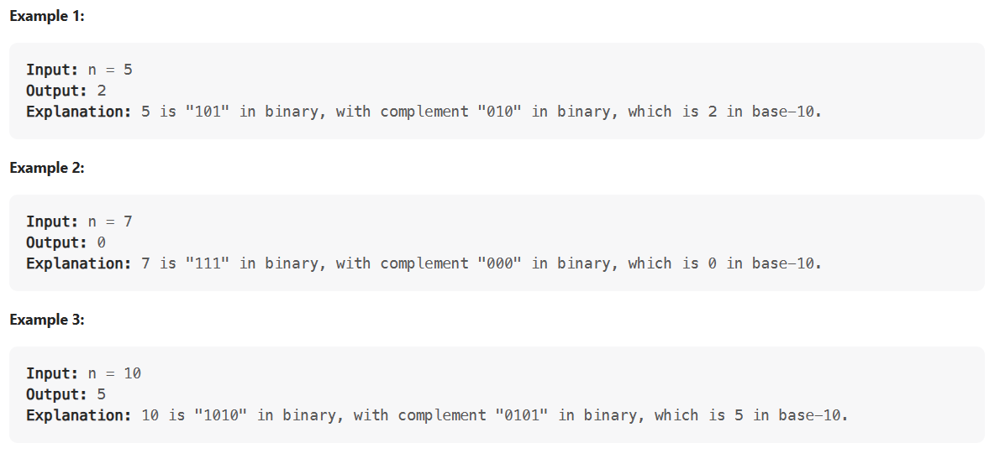 Example 1:
Input: n = 5
Output: 2
Explanation: 5 is "101" in binary, with complement "010" in binary, which is 2 in base-10.
Example 2:
Input: n = 7
Output: 0
Explanation: 7 is "111" in binary, with complement "000" in binary, which is 0 in base-10.
Example 3:
Input: n = 10
Output: 5
Explanation: 10 is "1010" in binary, with complement "0101" in binary, which is 5 in base-10.